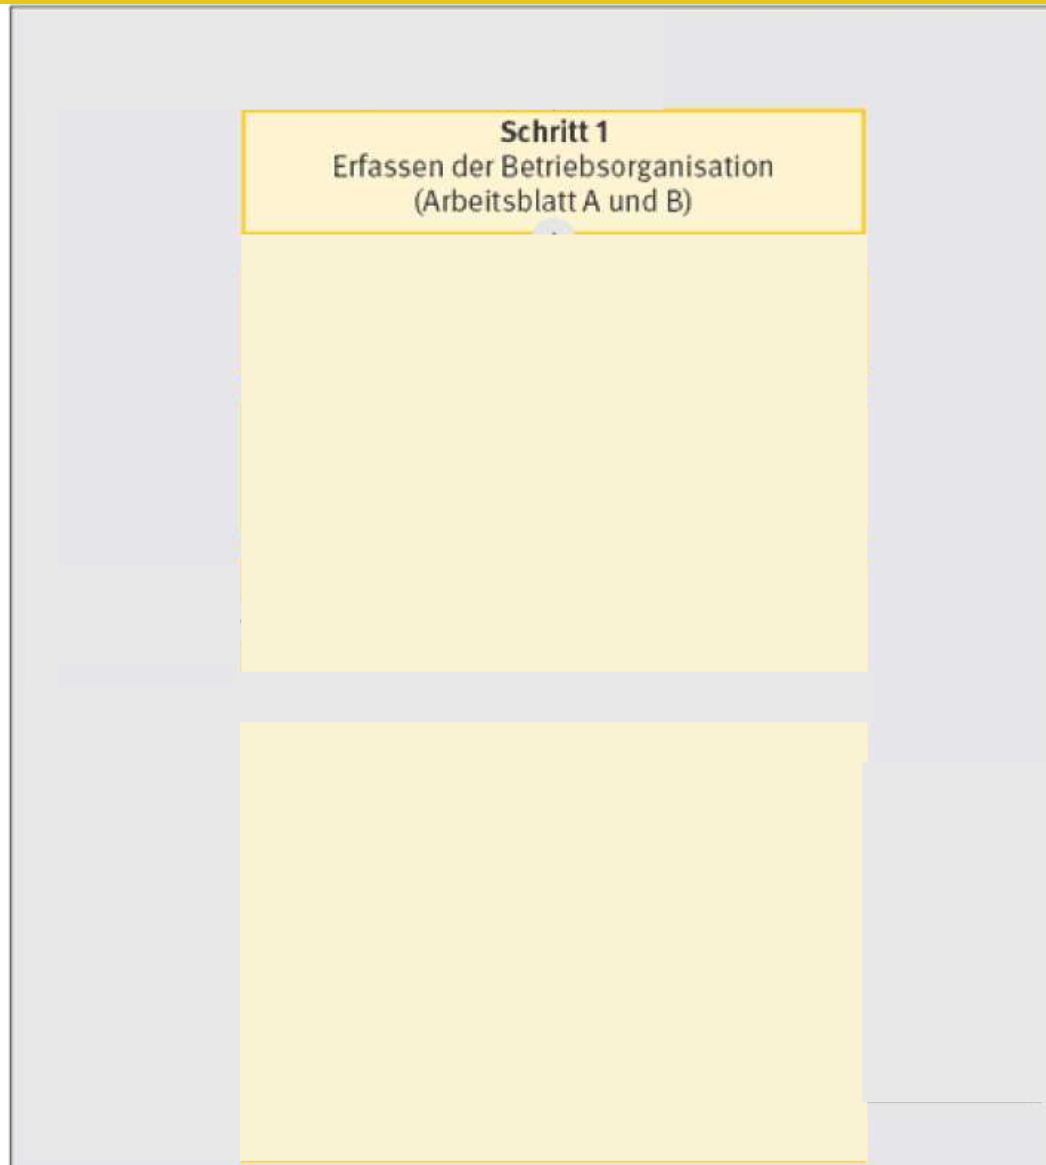 Schritt 1
Erfassen der Betriebsorganisation
(Arbeitsblatt A und B)